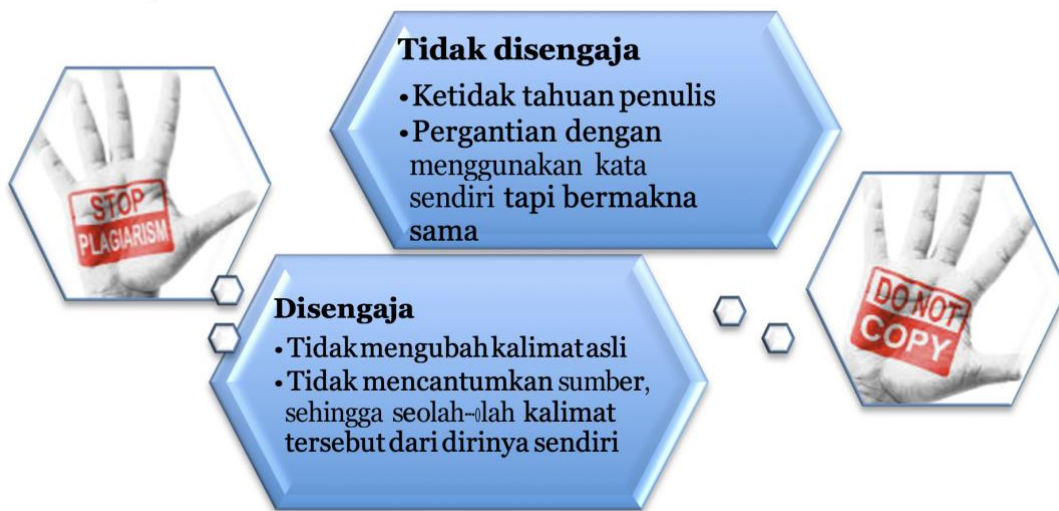 Tidak disengaja
•Ketidak tahuan penulis
•Pergantian dengan
menggunakan kata
sendiri tapi bermakna
sama
STOP
PLAGIARISM
Disengaja
•Tidak mengubah kalimat asli
•Tidak mencantumkan sumber,
sehingga seolah-olah kalimat
tersebut dari dirinya sendiri
DO NOT
COPY